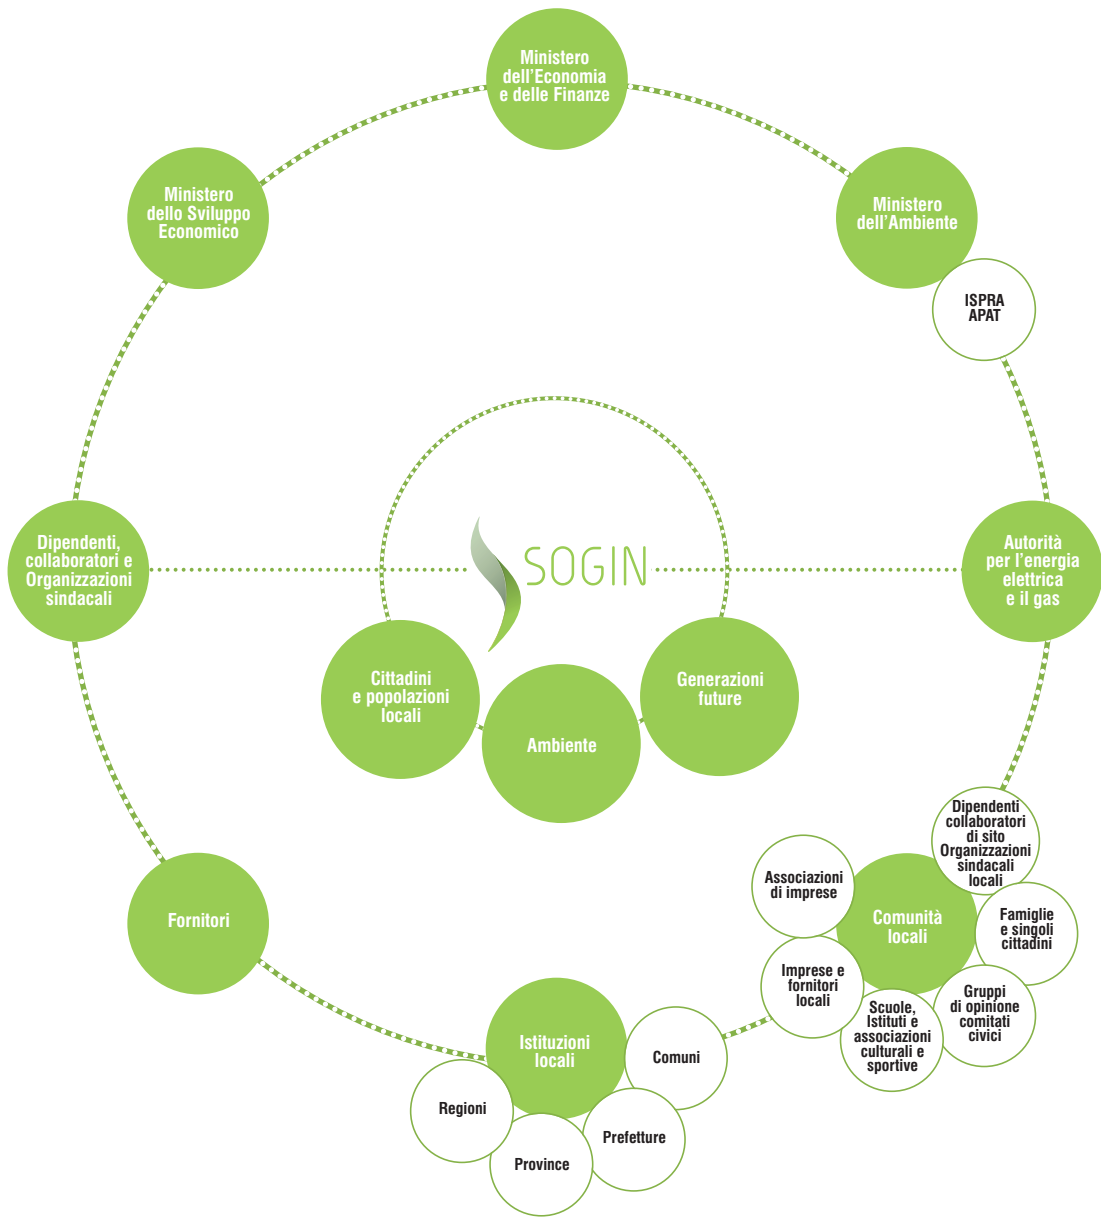 Ministero
dell'Economia
e delle Finanze
Ministero
dello Sviluppo
Economico
Ministero
dell'Ambiente
ISPRA
APAT
Dipendenti,
collaboratori e
Organizzazioni
sindacali
SOGIN
Autorità
per l'energia
elettrica
e il gas
Cittadini
e popolazioni
locali
Ambiente
Generazioni
future
Fornitori
Dipendenti
collaboratori
di sito
Organizzazioni
sindacali
locali
Associazioni
di imprese
Comunità
locali
Famiglie
e singoli
cittadini
Imprese e
fornitori
locali
Scuole,
Istituti e
associazioni
culturali e
sportive
Gruppi
di opinione
comitati
civici
Istituzioni
locali
Comuni
Regioni
Prefetture
Province